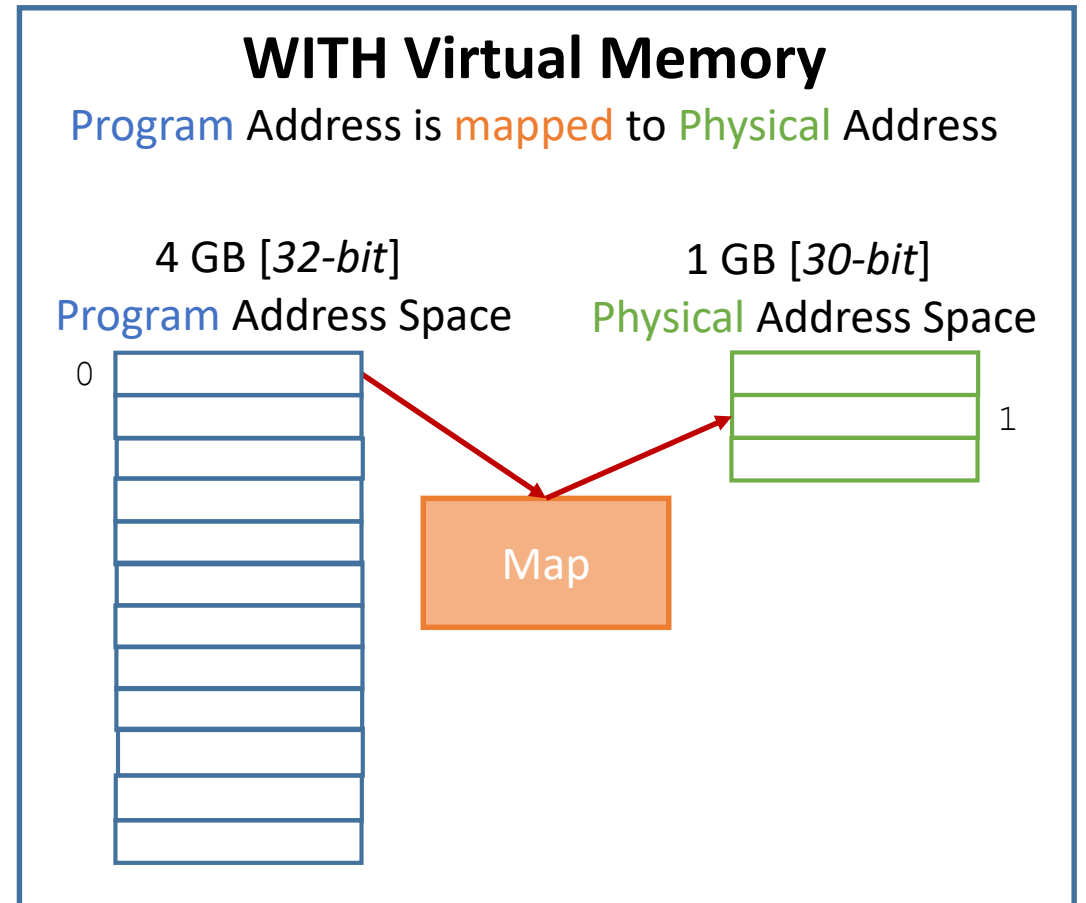 WITH Virtual Memory
Program Address is mapped to Physical Address
4 GB [32-bit]
Program Address Space
1 GB [30-bit]
Physical Address Space
0
1
Map